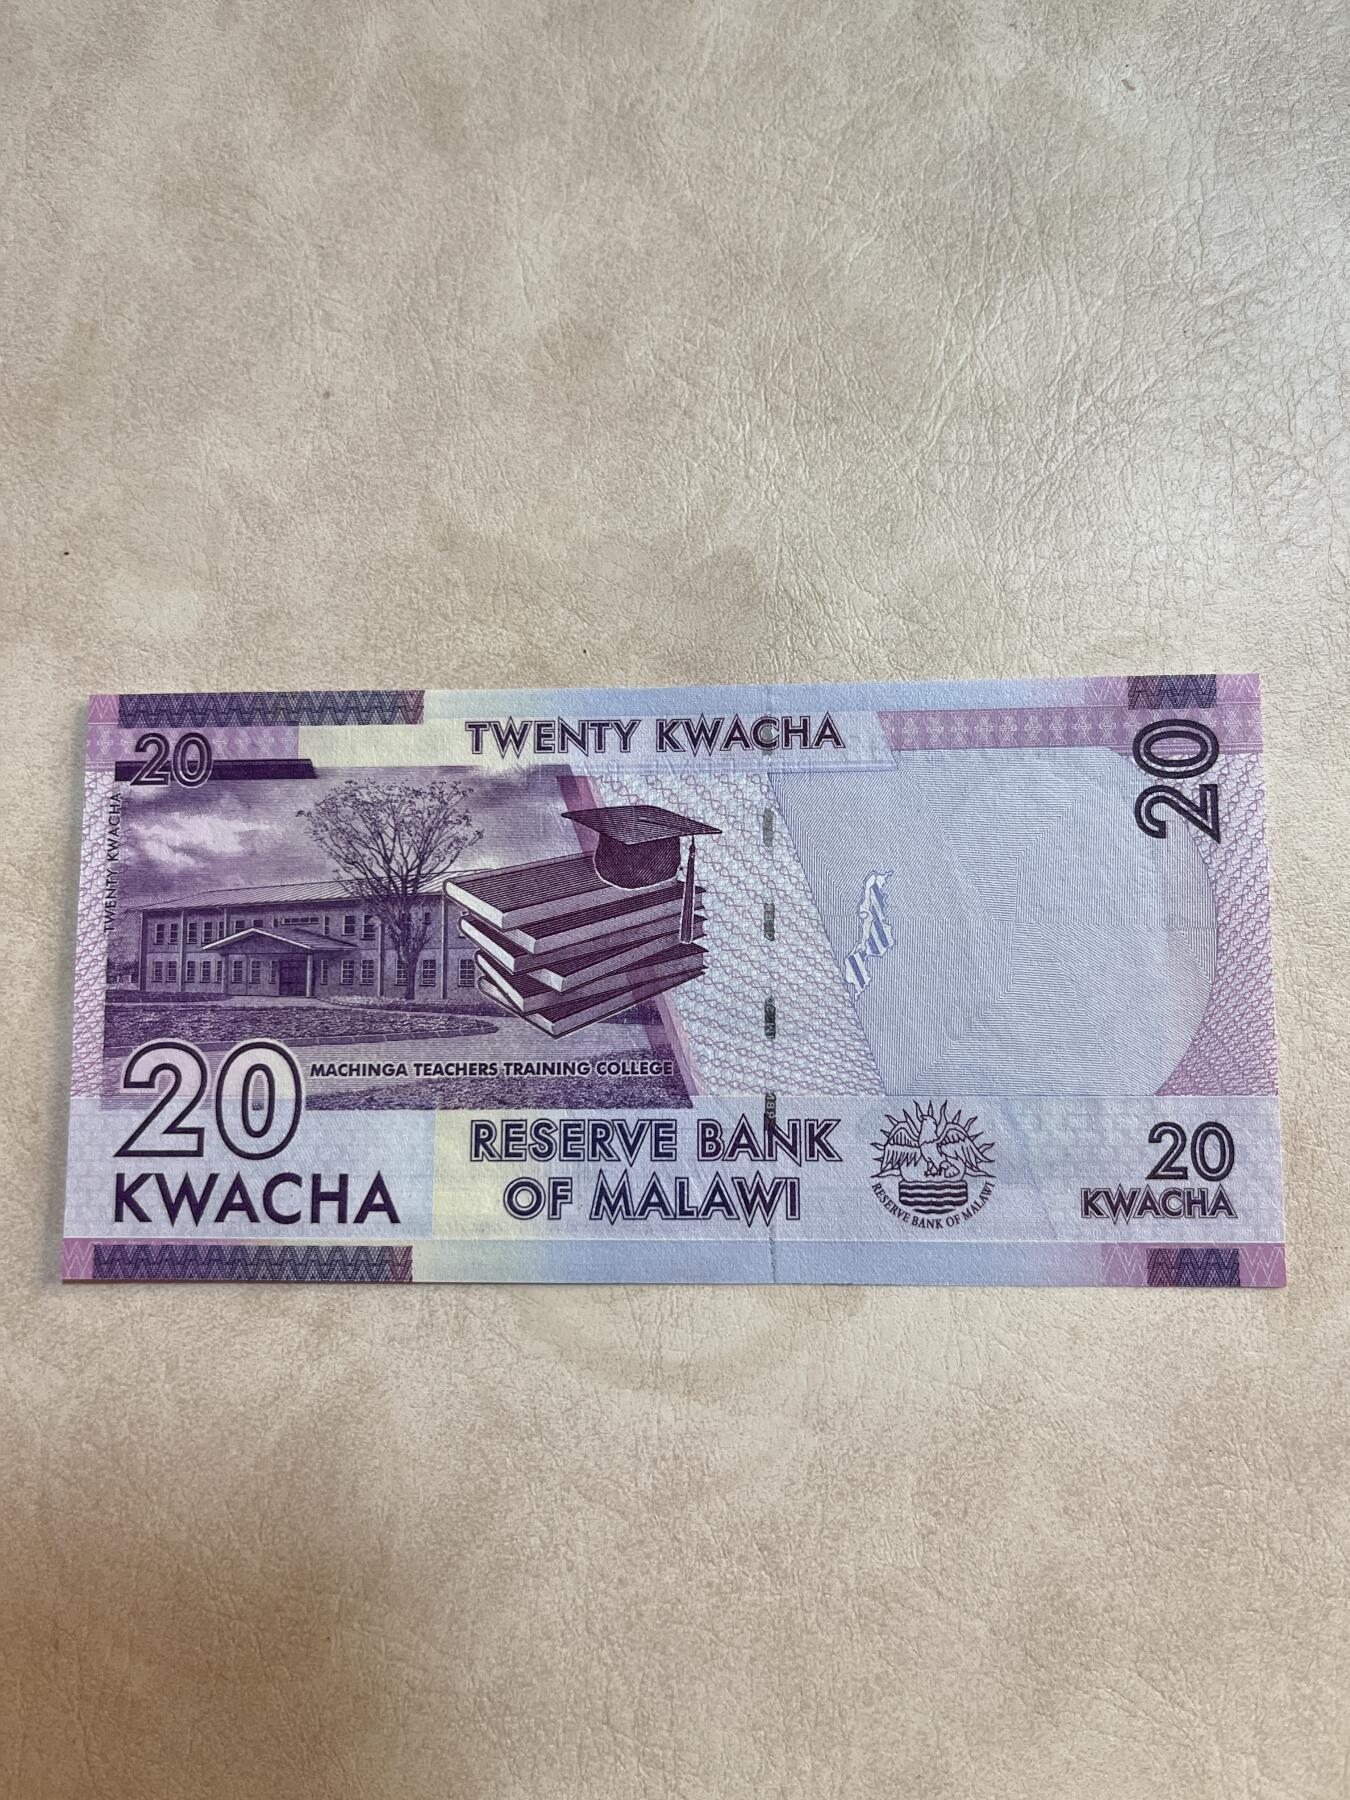 TWENTY KWACHA
20
20
TWENTY KWACHA
MACHINGA TEACHERS TRAINING COLLEGE
20
KWACHA
RESERVE BANK
OF MALAWI
RESERVE BANK OF MALAWI
20
KWACHA